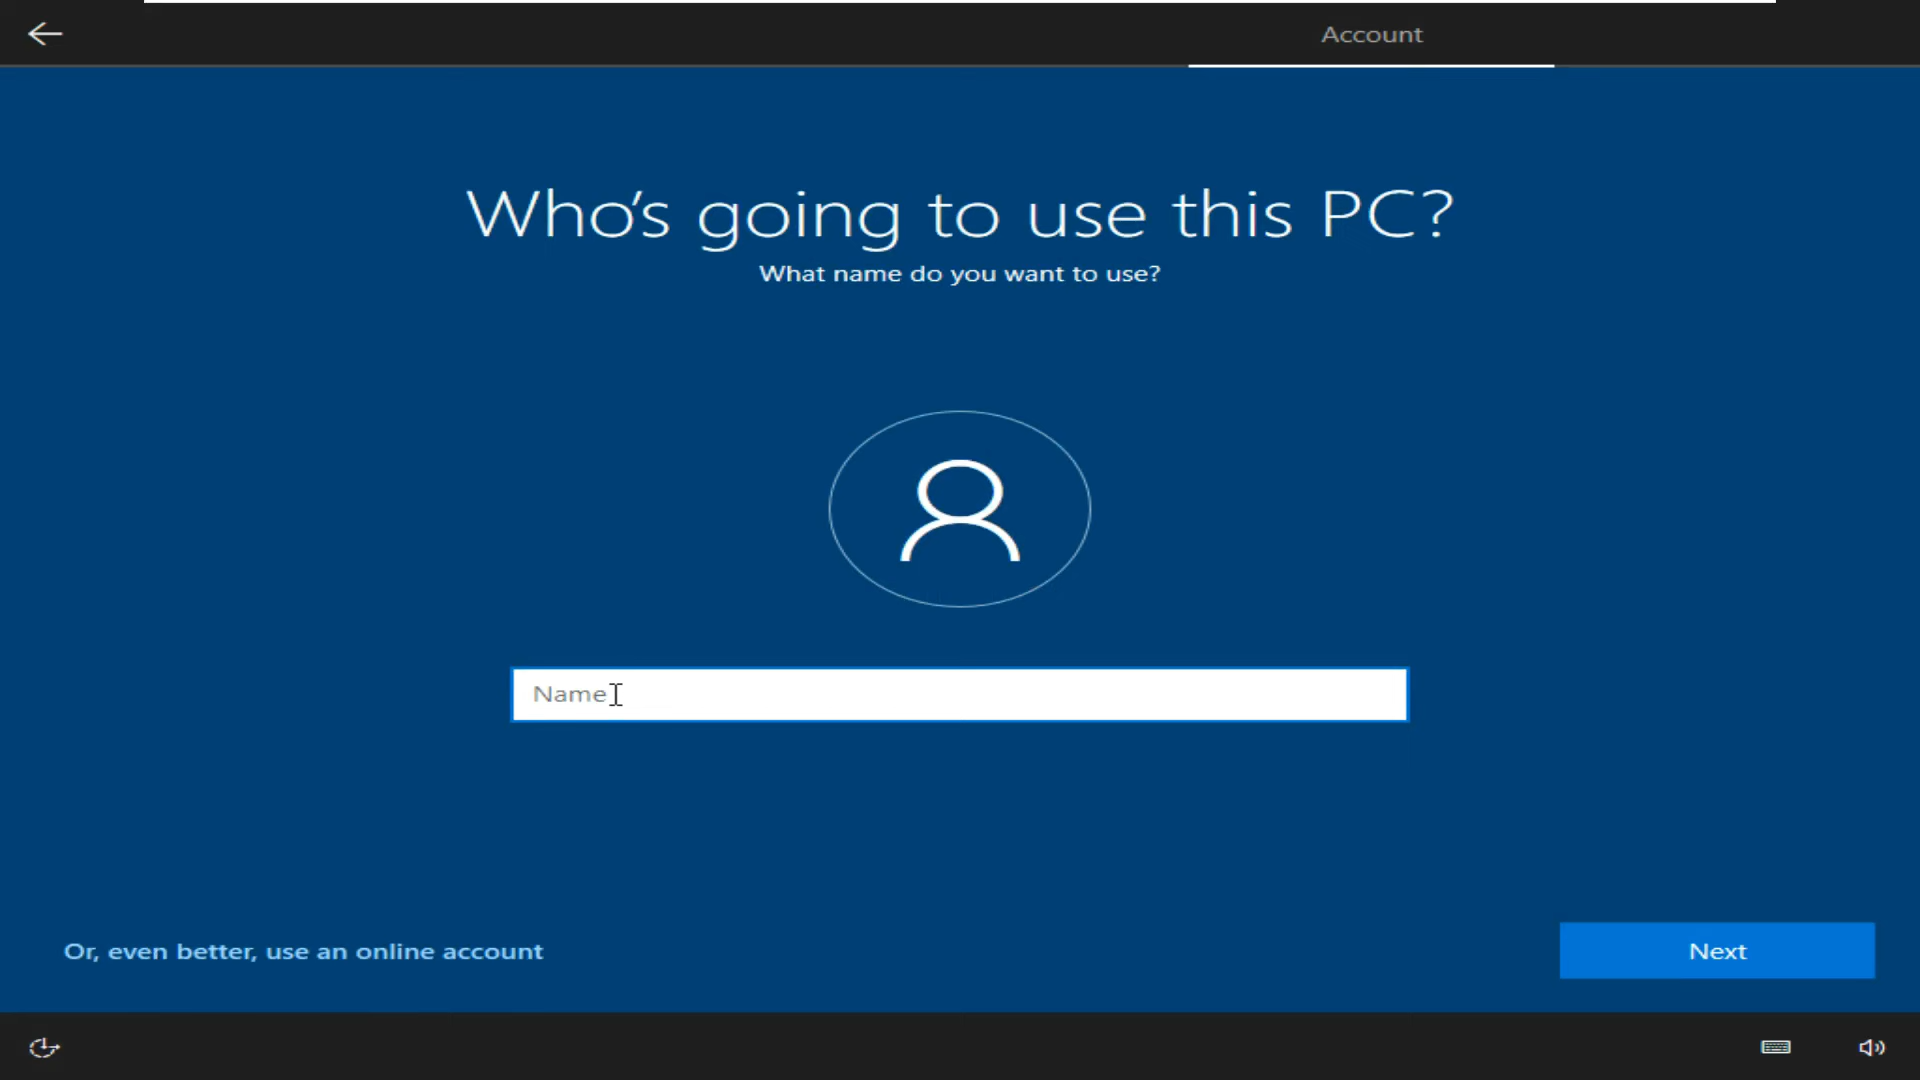 Account
Who's going to use this PC?
What name do you want to use?
Name
Or, even better, use an online account
Next